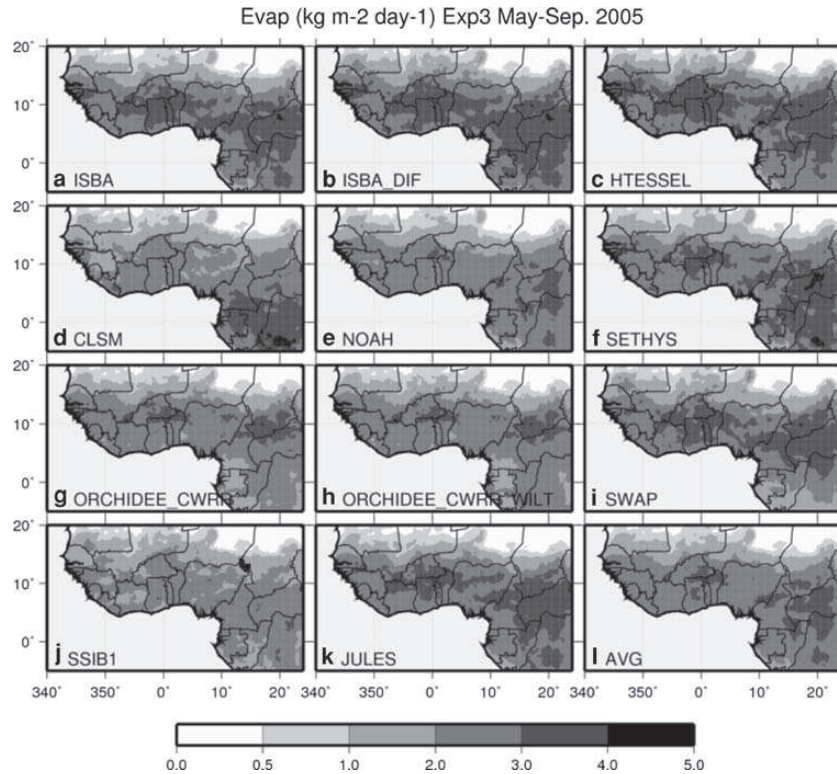 Evap (kg m-2 day-1) Exp3 May-Sep. 2005
20°
10°
0°
a ISBA
b ISBA_DIF
c HTESSEL
20°
10°
0°
d CLSM
e NOAH
f SETHYS
20°
10°
0°
g ORCHIDEE_CWRR
h ORCHIDEE_CWRR_WILT
i SWAP
20°
10°
0°
j SSIB1
k JULES
l AVG
340° 350° 0° 10° 20° 340° 350° 0° 10° 20° 340° 350° 0° 10° 20°
0.0 0.5 1.0 2.0 3.0 4.0 5.0